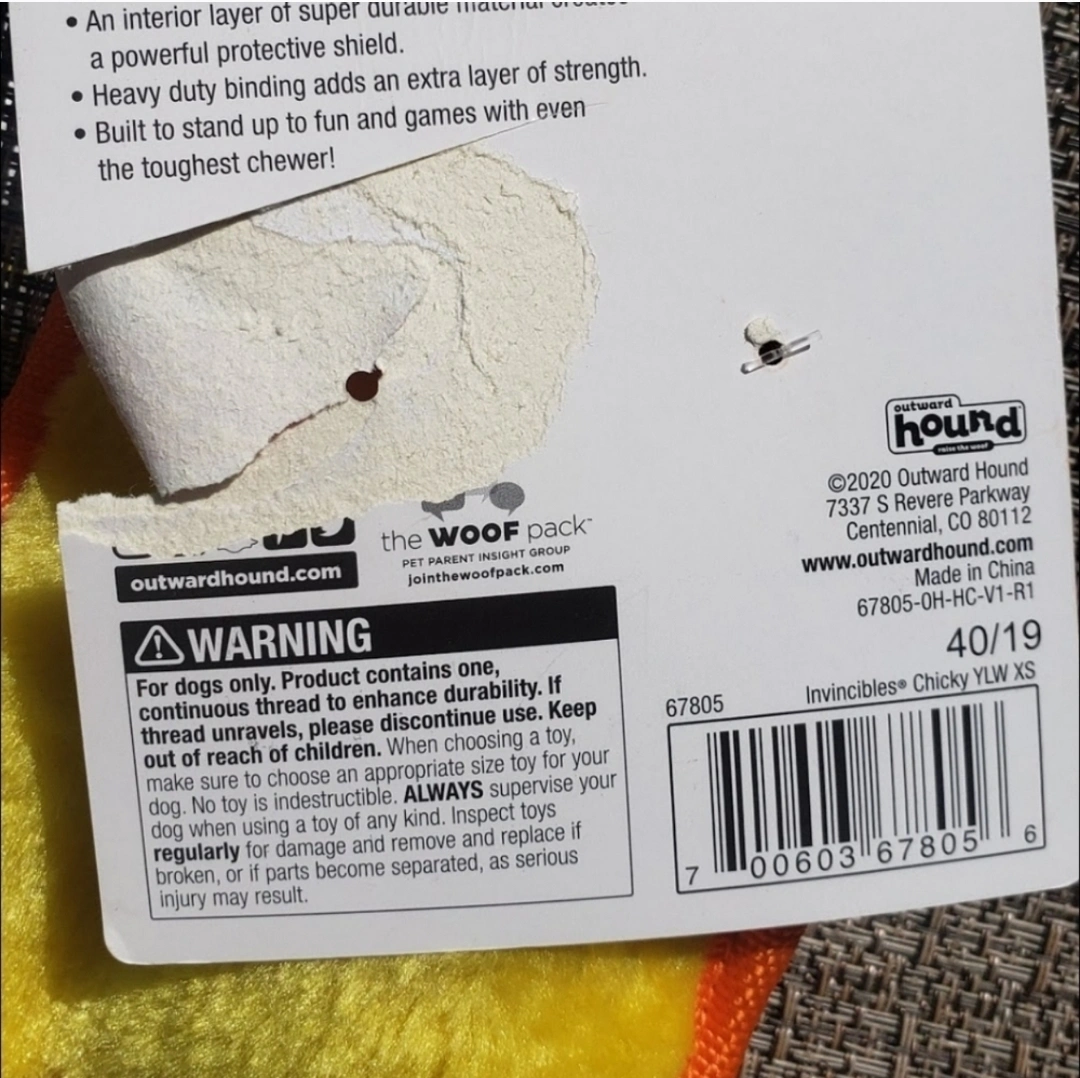 • An interior layer of super durable material
a powerful protective shield.
• Heavy duty binding adds an extra layer of strength.
• Built to stand up to fun and games with even
the toughest chewer!
outward
hound
©2020 Outward Hound
7337 S Revere Parkway
Centennial, CO 80112
www.outwardhound.com
Made in China
67805-OH-HC-V1-R1
outwardhound.com
the WOOF pack™
PET PARENT INSIGHT GROUP
jointhewoofpack.com
WARNING
For dogs only. Product contains one,
continuous thread to enhance durability. If
thread unravels, please discontinue use. Keep
out of reach of children. When choosing a toy,
make sure to choose an appropriate size toy for your
dog. No toy is indestructible. ALWAYS supervise your
dog when using a toy of any kind. Inspect toys
regularly for damage and remove and replace if
broken, or if parts become separated, as serious
injury may result.
40/19
67805 Invincibles® Chicky YLW XS
7 00603 67805 6